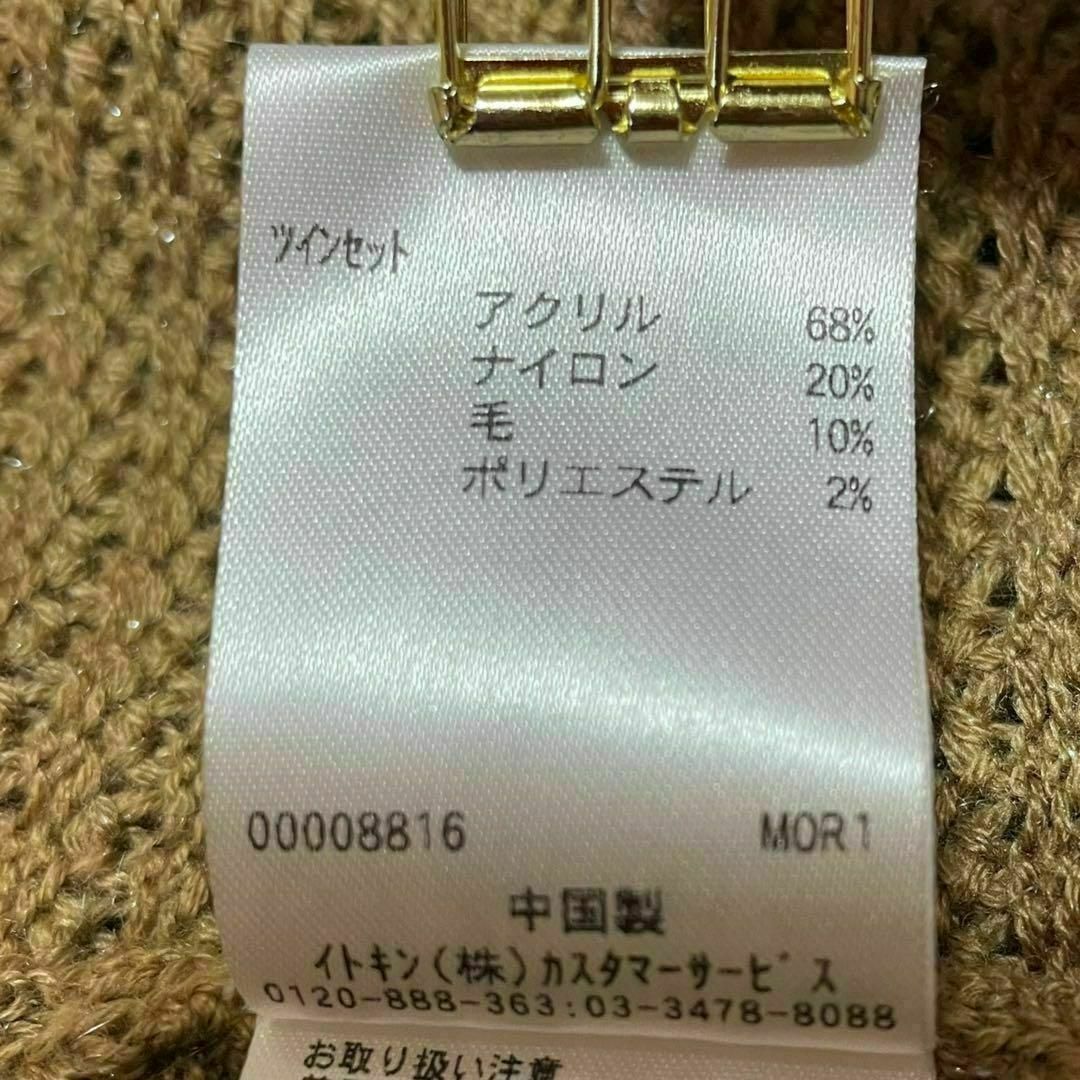 ツインセット
アクリル 68%
ナイロン 20%
毛 10%
ポリエステル 2%
00008816 MOR1
中国製
イトキン(株)カスタマーサービス
0120-888-363:03-3478-8088
お取り扱い注意